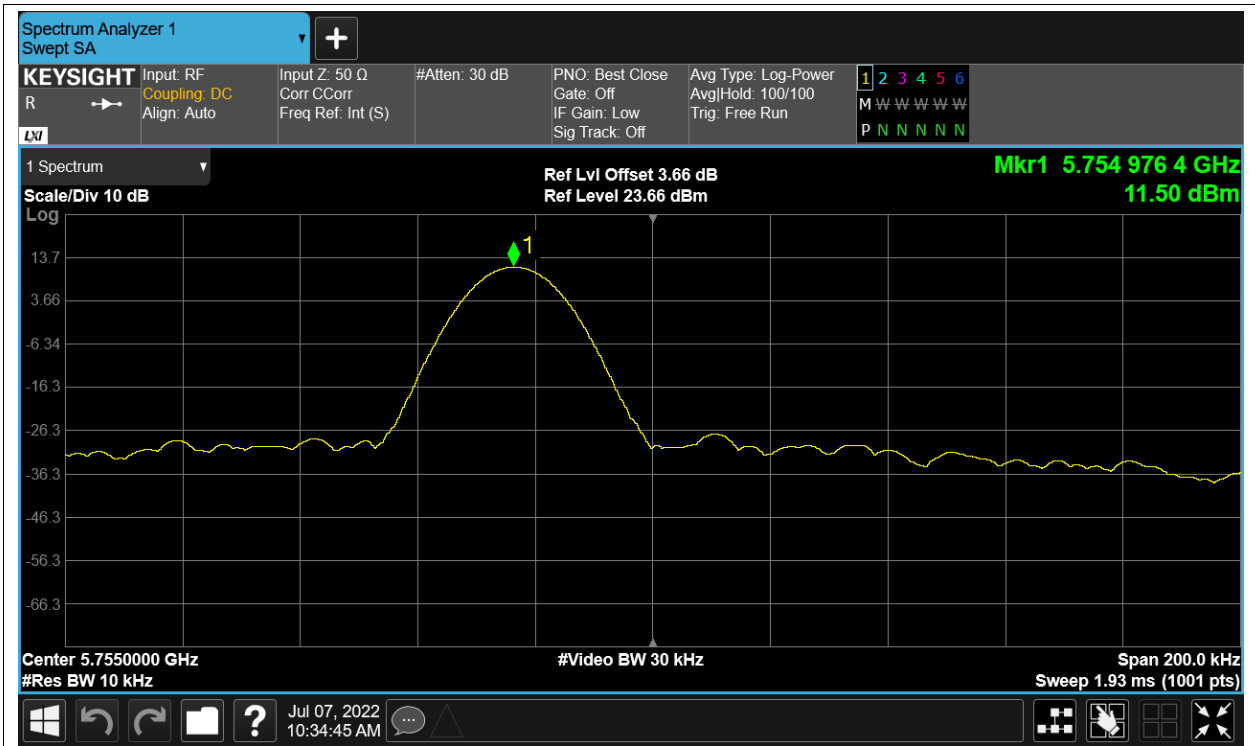 Spectrum Analyzer 1
Swept SA
KEYSIGHT
R
LXI
Input: RF
Coupling: DC
Align: Auto
Input Z: 50 Ω
Corr CCorr
Freq Ref: Int (S)
#Atten: 30 dB
PNO: Best Close
Gate: Off
IF Gain: Low
Sig Track: Off
Avg Type: Log-Power
Avg|Hold: 100/100
Trig: Free Run
1 2 3 4 5 6
M W W W W W
P N N N N N
1 Spectrum
Scale/Div 10 dB
Log
Ref Lvl Offset 3.66 dB
Ref Level 23.66 dBm
Mkr1 5.754 976 4 GHz
11.50 dBm
1
13.7
3.66
-6.34
-16.3
-26.3
-36.3
-46.3
-56.3
-66.3
Center 5.7550000 GHz
#Video BW 30 kHz
Span 200.0 kHz
#Res BW 10 kHz
Sweep 1.93 ms (1001 pts)
?
Jul 07, 2022
10:34:45 AM